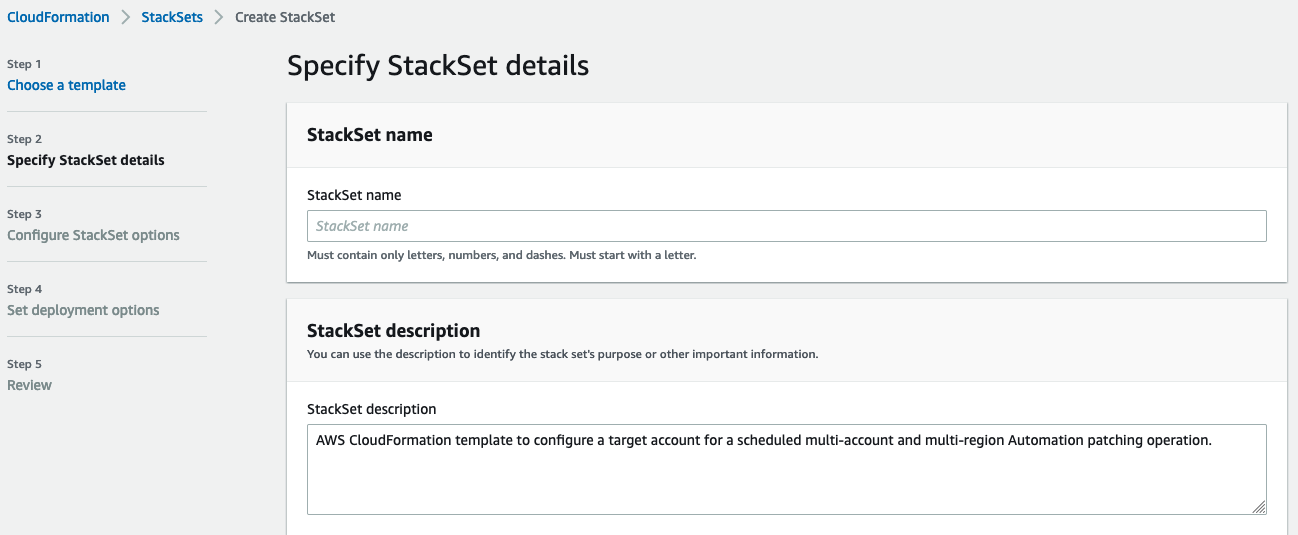 CloudFormation > StackSets > Create StackSet
Step 1
Choose a template
Step 2
Specify StackSet details
Step 3
Configure StackSet options
Step 4
Set deployment options
Step 5
Review
Specify StackSet details
StackSet name
StackSet name
StackSet name
Must contain only letters, numbers, and dashes. Must start with a letter.
StackSet description
You can use the description to identify the stack set's purpose or other important information.
StackSet description
AWS CloudFormation template to configure a target account for a scheduled multi-account and multi-region Automation patching operation.